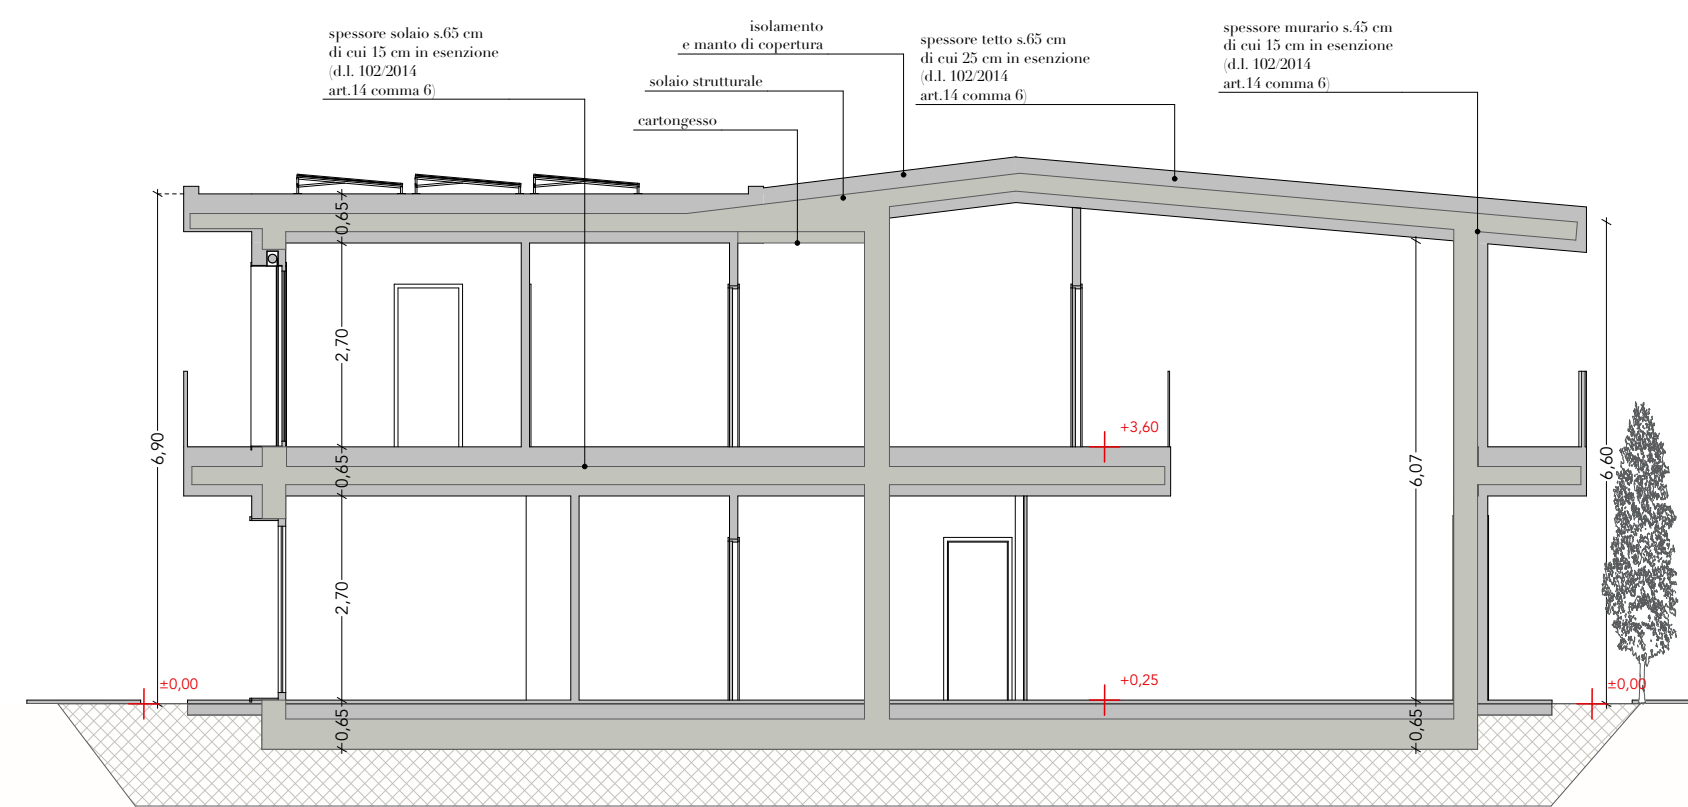 spessore solaio s.65 cm
di cui 15 cm in esenzione
(d.l. 102/2014
art.14 comma 6)
isolamento
e manto di copertura
solaio strutturale
cartongesso
spessore tetto s.65 cm
di cui 25 cm in esenzione
(d.l. 102/2014
art.14 comma 6)
spessore murario s.45 cm
di cui 15 cm in esenzione
(d.l. 102/2014
art.14 comma 6)
0,65
2,70
6,90
+3,60
0,65
6,07
6,60
2,70
±0,00
+0,25
±0,00
0,65
0,65